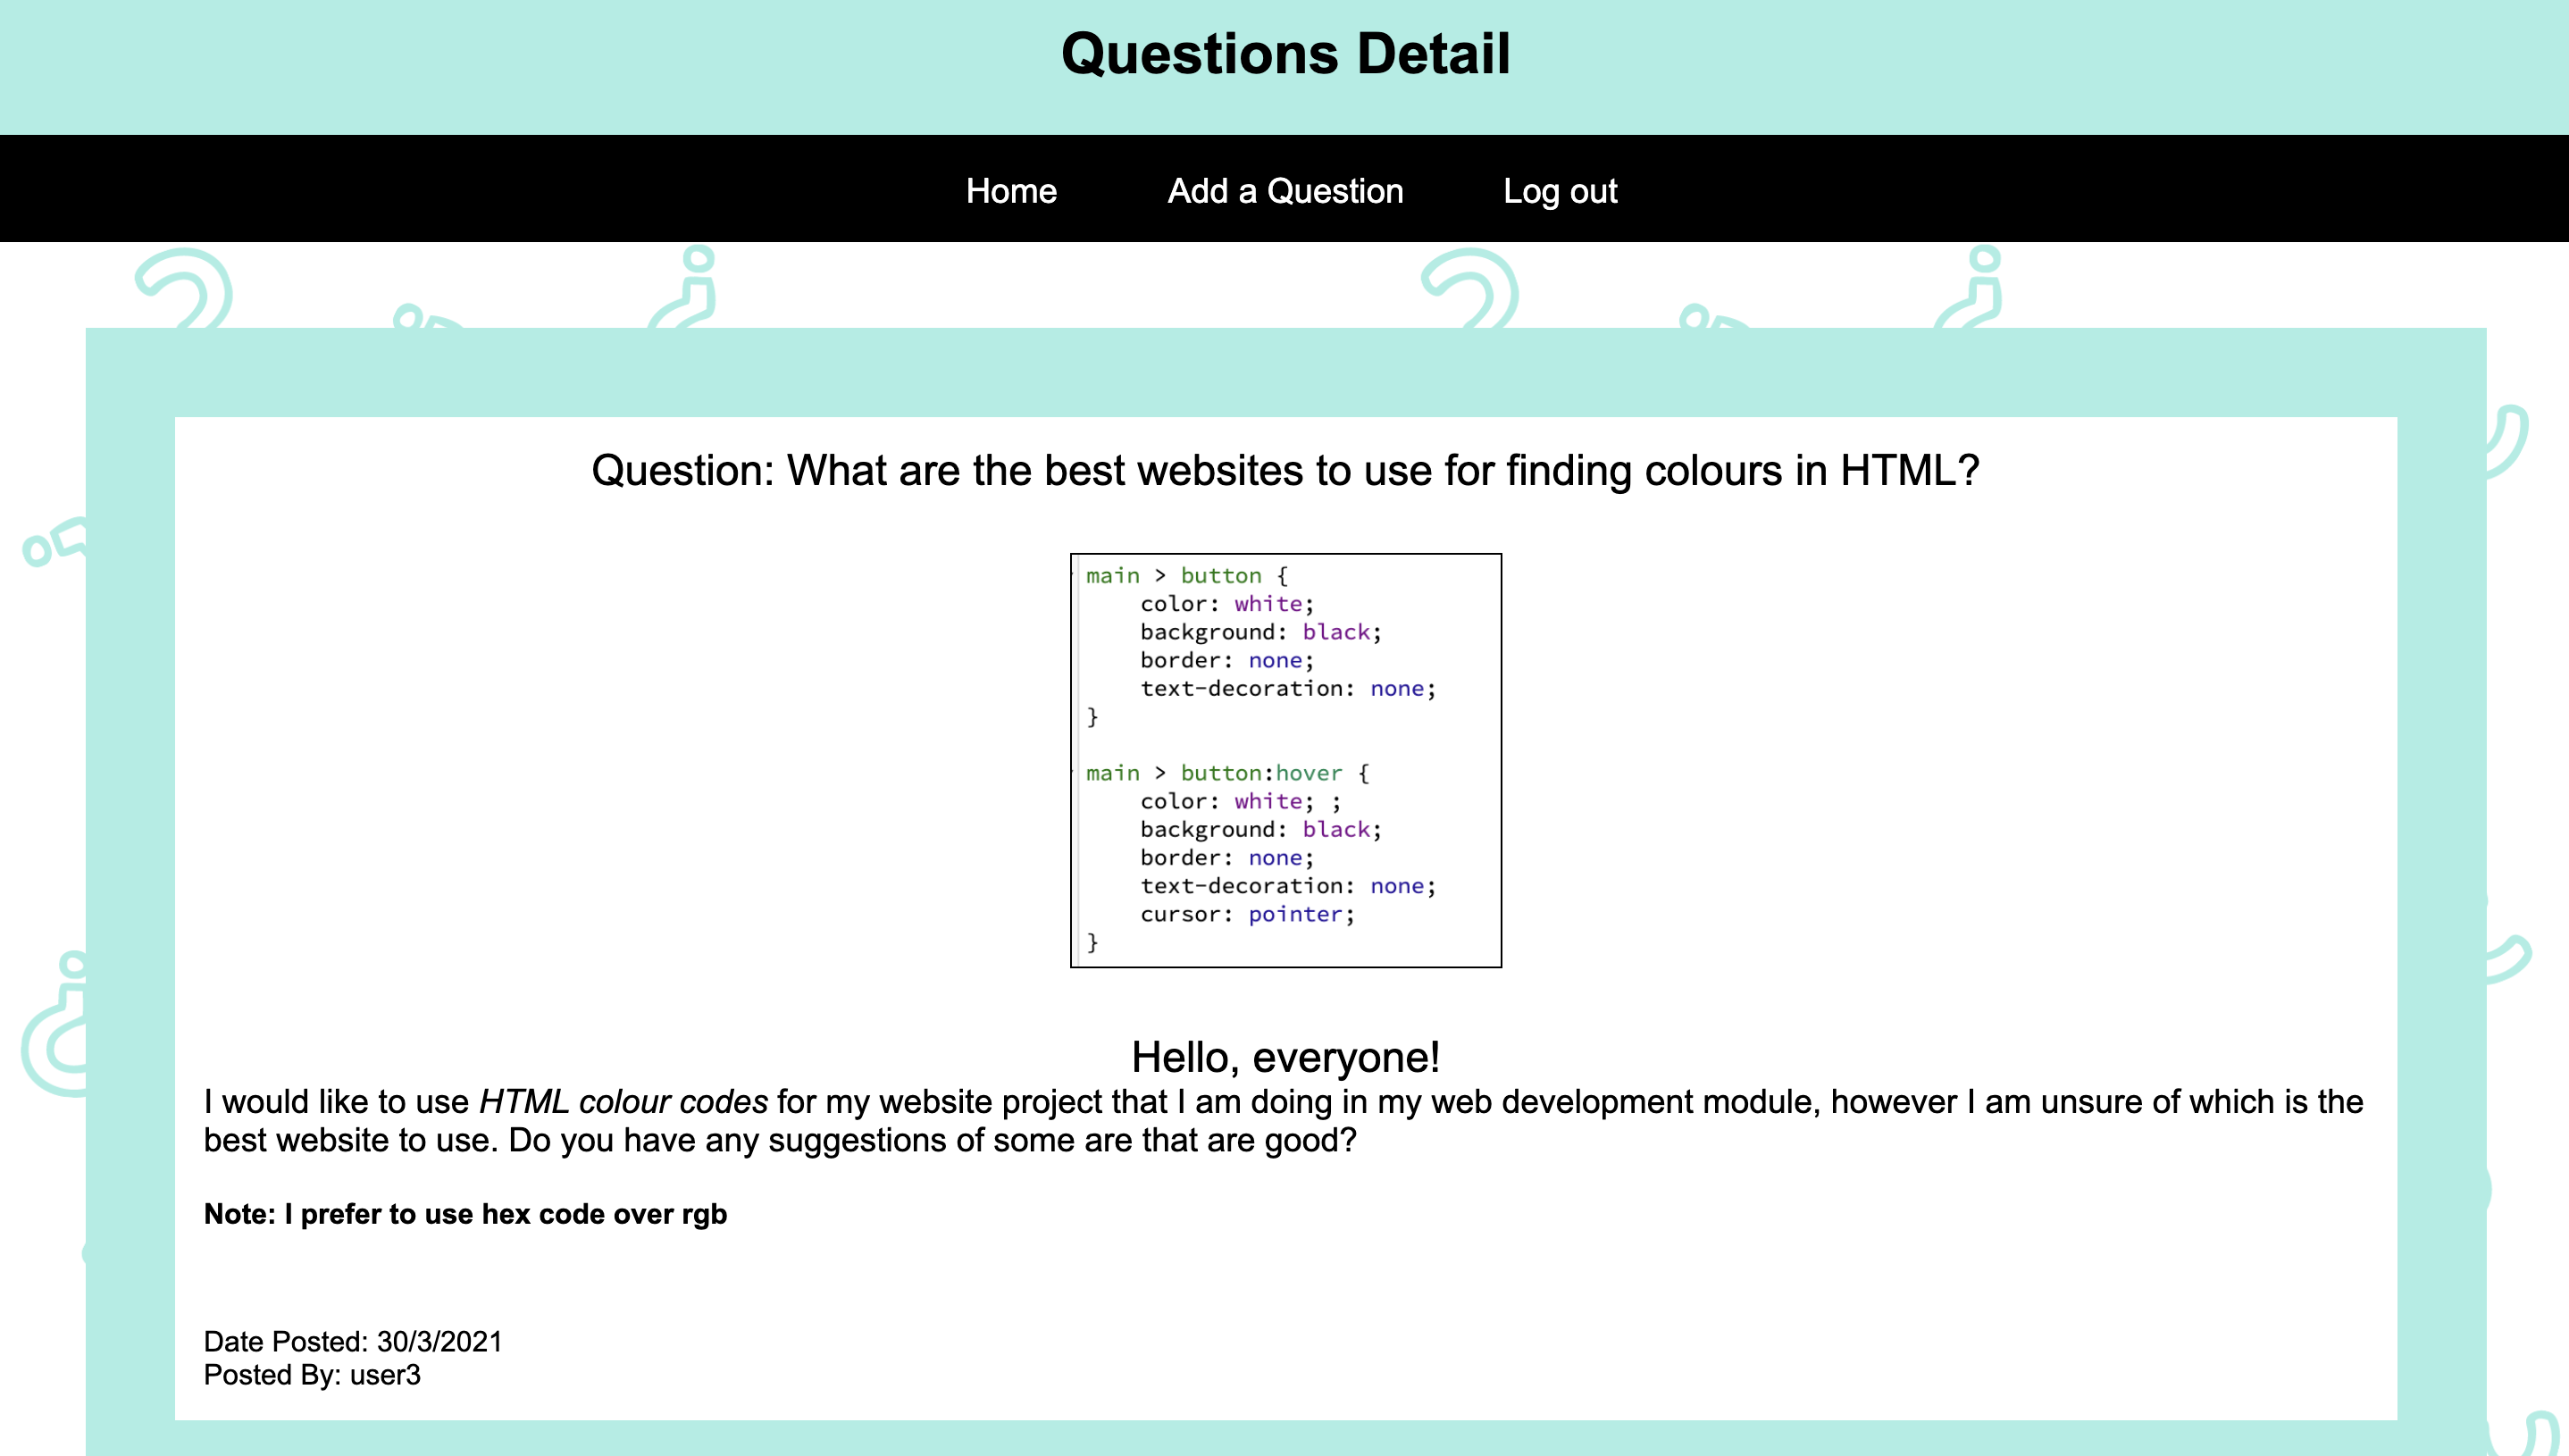 Questions Detail
Home Add a Question Log out
Question: What are the best websites to use for finding colours in HTML?
main > button {
    color: white;
    background: black;
    border: none;
    text-decoration: none;
}
main > button:hover {
    color: white; ;
    background: black;
    border: none;
    text-decoration: none;
    cursor: pointer;
}
Hello, everyone!
I would like to use HTML colour codes for my website project that I am doing in my web development module, however I am unsure of which is the
best website to use. Do you have any suggestions of some are that are good?
Note: I prefer to use hex code over rgb
Date Posted: 30/3/2021
Posted By: user3